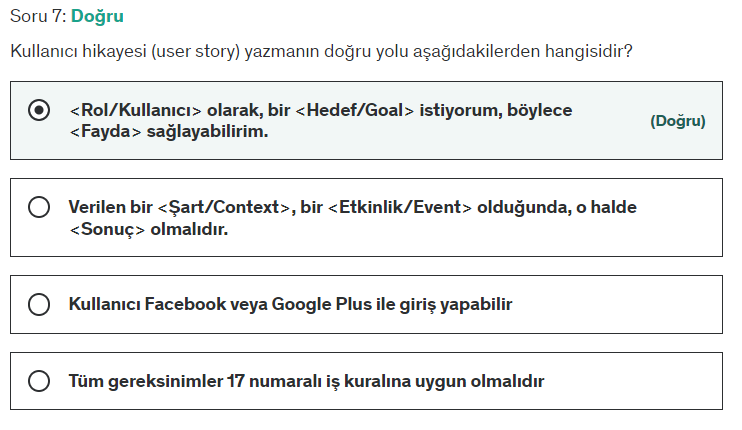 Soru 7: Doğru
Kullanıcı hikayesi (user story) yazmanın doğru yolu aşağıdakilerden hangisidir?
<Rol/Kullanıcı> olarak, bir <Hedef/Goal> istiyorum, böylece
<Fayda> sağlayabilirim.
(Doğru)
Verilen bir <Şart/Context>, bir <Etkinlik/Event> olduğunda, o halde
<Sonuç> olmalıdır.
Kullanıcı Facebook veya Google Plus ile giriş yapabilir
Tüm gereksinimler 17 numaralı iş kuralına uygun olmalıdır